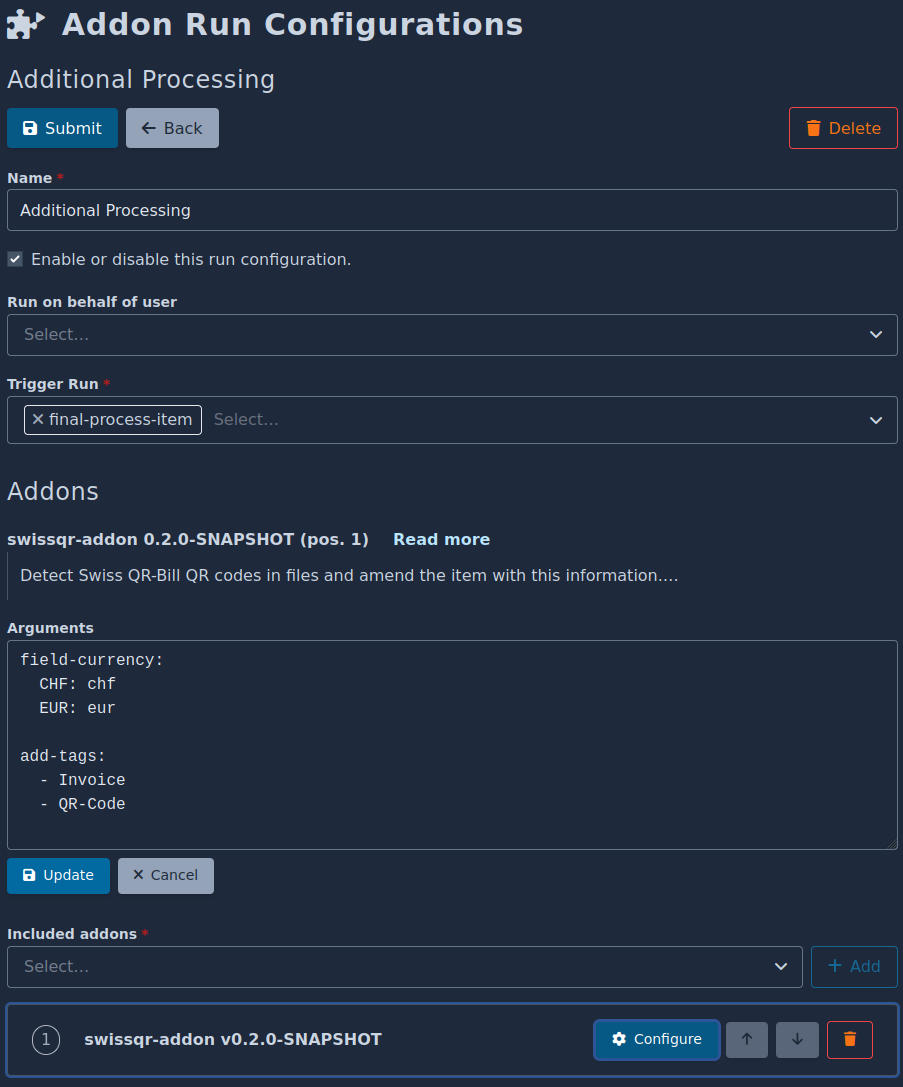 Addon Run Configurations
Additional Processing
Submit
Back
Delete
Name *
Additional Processing
Enable or disable this run configuration.
Run on behalf of user
Select…
Trigger Run *
final-process-item
Select…
Addons
swissqr-addon 0.2.0-SNAPSHOT (pos. 1) Read more
Detect Swiss QR-Bill QR codes in files and amend the item with this information.…
Arguments
field-currency:
  CHF: chf
  EUR: eur
add-tags:
  - Invoice
  - QR-Code
Update
Cancel
Included addons *
Select…
Add
1
swissqr-addon v0.2.0-SNAPSHOT
Configure